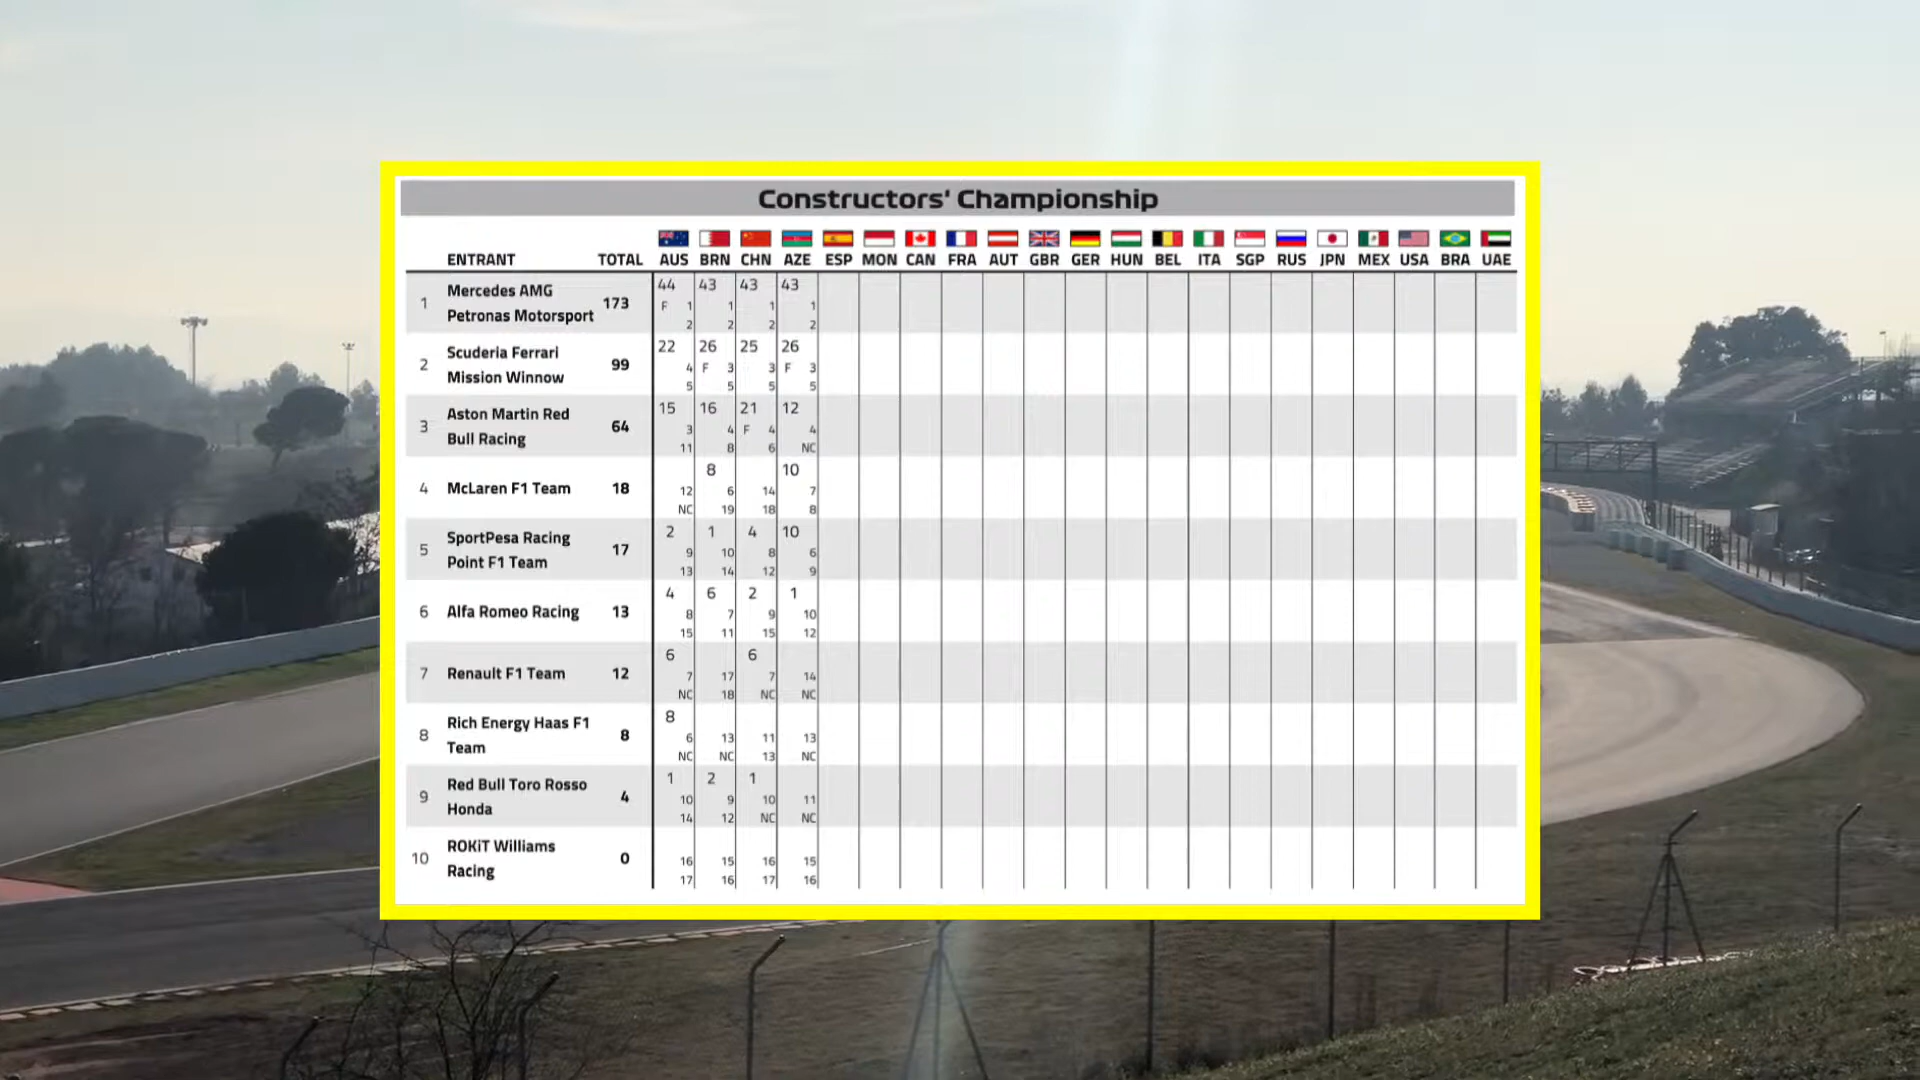 Constructors' Championship
ENTRANT TOTAL AUS BRN CHN AZE ESP MON CAN FRA AUT GBR GER HUN BEL ITA SGP RUS JPN MEX USA BRA UAE
44 43 43 43
1 Mercedes AMG Petronas Motorsport 173 F 1 1 1 1
2 2 2 2
22 26 25 26
2 Scuderia Ferrari Mission Winnow 99 4 F 3 3 F 3
5 5 5 5
15 16 21 12
3 Aston Martin Red Bull Racing 64 3 4 F 4 4
11 8 6 NC
8 10
4 McLaren F1 Team 18 12 6 14 7
NC 19 18 8
2 1 4 10
5 SportPesa Racing Point F1 Team 17 9 10 8 6
13 14 12 9
4 6 2 1
6 Alfa Romeo Racing 13 8 7 9 10
15 11 15 12
6 6
7 Renault F1 Team 12 7 17 7 14
NC 18 NC NC
8
8 Rich Energy Haas F1 Team 8 6 13 11 13
NC NC 13 NC
1 2 1
9 Red Bull Toro Rosso Honda 4 10 9 10 11
14 12 NC NC
10 ROKiT Williams Racing 0 16 15 16 15
17 16 17 16